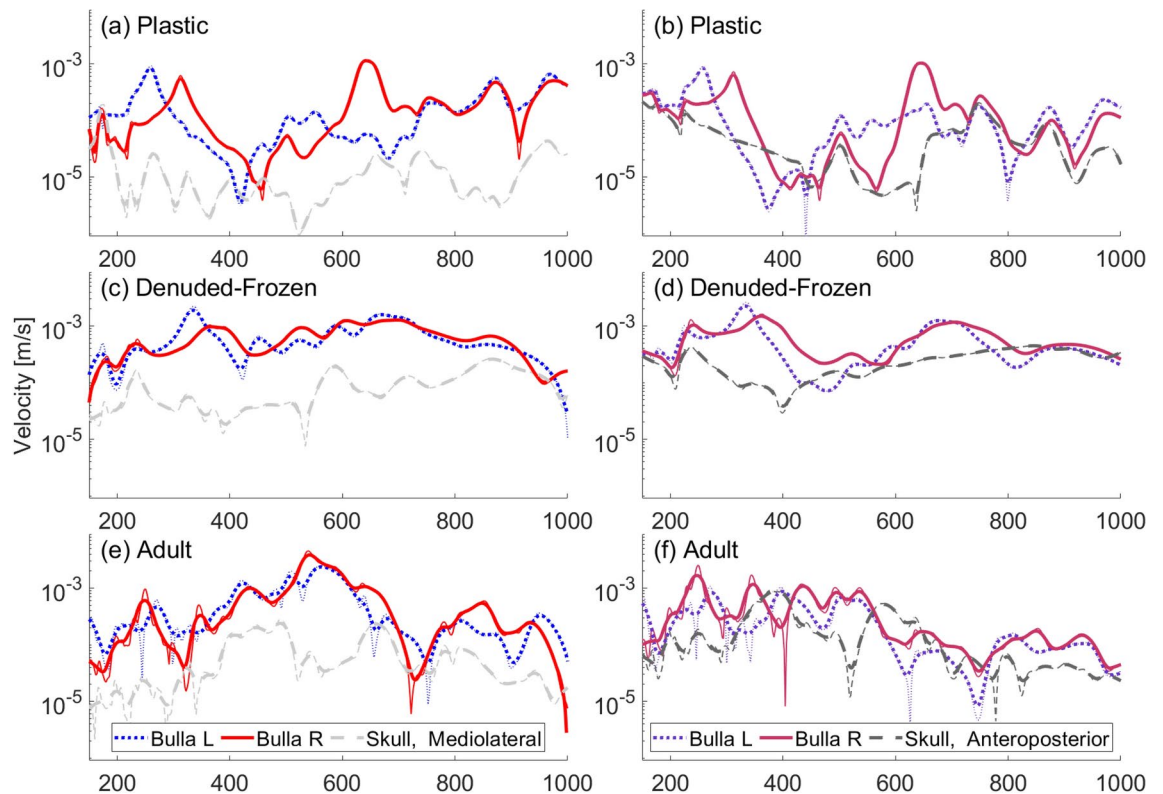 (a) Plastic
(b) Plastic
10^-3
10^-5
200 400 600 800 1000
10^-3
10^-5
200 400 600 800 1000
(c) Denuded-Frozen
(d) Denuded-Frozen
Velocity [m/s]
10^-3
10^-5
200 400 600 800 1000
10^-3
10^-5
200 400 600 800 1000
(e) Adult
(f) Adult
10^-3
10^-5
Bulla L Bulla R Skull, Mediolateral
200 400 600 800 1000
10^-3
10^-5
Bulla L Bulla R Skull, Anteroposterior
200 400 600 800 1000